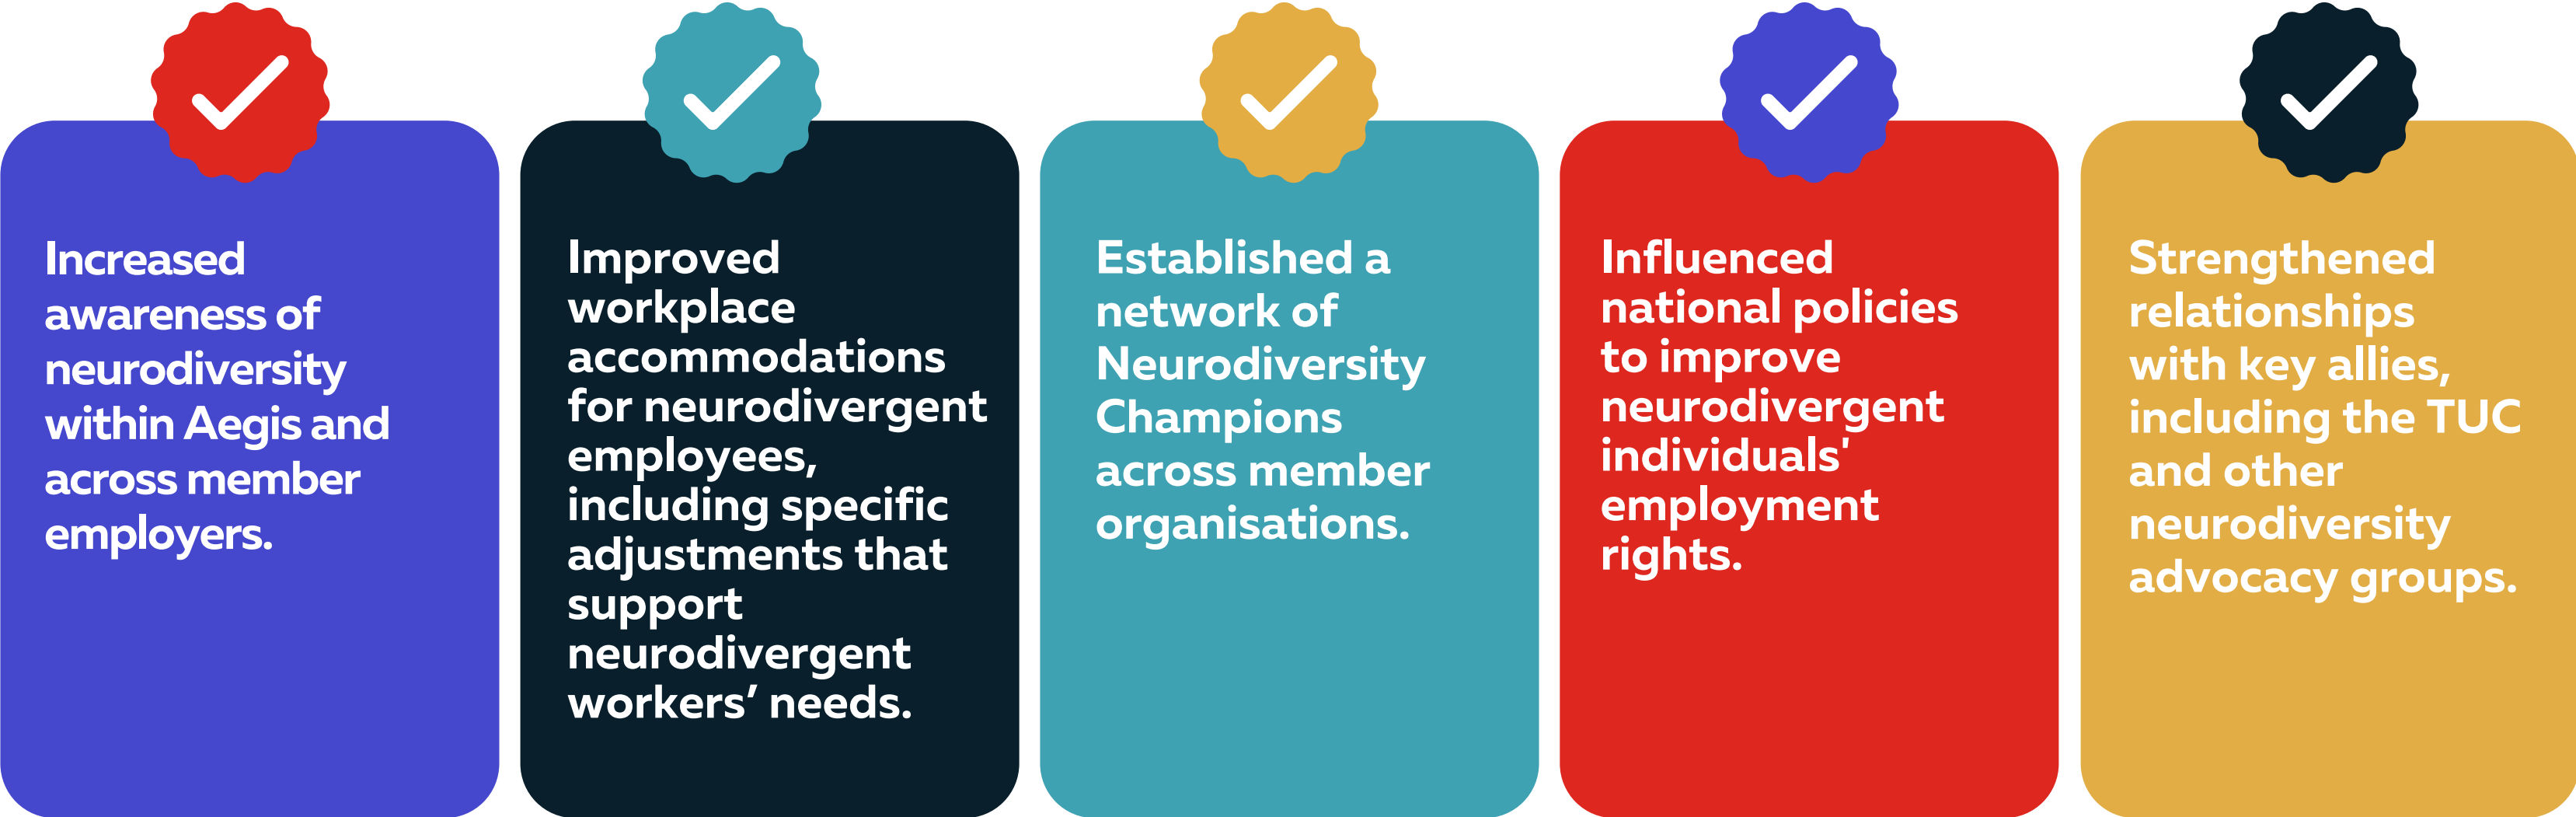 Increased
awareness of
neurodiversity
within Aegis and
across member
employers.
Improved
workplace
accommodations
for neurodivergent
employees,
including specific
adjustments that
support
neurodivergent
workers’ needs.
Established a
network of
Neurodiversity
Champions
across member
organisations.
Influenced
national policies
to improve
neurodivergent
individuals'
employment
rights.
Strengthened
relationships
with key allies,
including the TUC
and other
neurodiversity
advocacy groups.